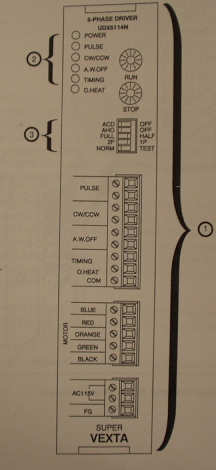 5-PHASE DRIVER
UDX5114N
POWER
PULSE
CW/CCW
A.W.OFF
TIMING
O.HEAT
RUN
STOP
2
3
ACD OFF
AHO OFF
FULL HALF
2P 1P
NORM TEST
PULSE
CW/CCW
A.W.OFF
TIMING
O.HEAT
COM
1
MOTOR
BLUE
RED
ORANGE
GREEN
BLACK
AC115V
FG
SUPER
VEXTA